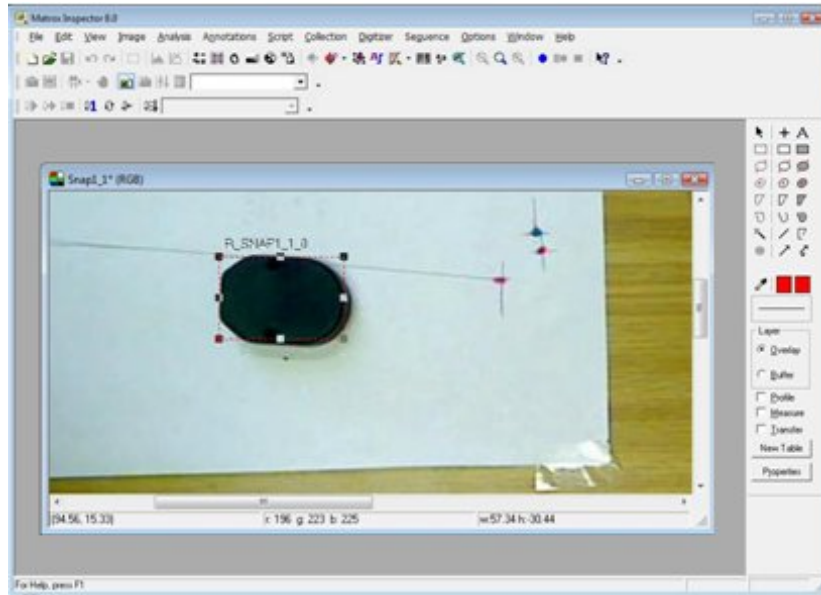 Matrox Inspector 8.0
File Edit View Image Analysis Annotations Script Collection Digitizer Sequence Options Window Help
Snap1_1* (RGB)
R_SNAP1_1_0
Layer
Overlay
Buffer
Profile
Measure
Transfer
New Table
Properties
(94.56, 15.33) r: 196 g: 223 b: 225 w:57.34 h:-30.44
For Help, press F1